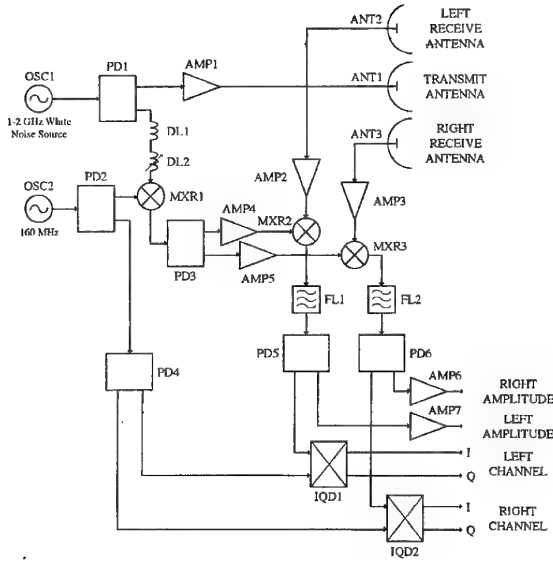 ANT2
LEFT
RECEIVE
ANTENNA
OSC1
PD1
AMP1
ANT1
TRANSMIT
ANTENNA
1-2 GHz White
Noise Source
DL1
ANT3
RIGHT
RECEIVE
ANTENNA
DL2
OSC2
PD2
MXR1
AMP2
AMP3
160 MHz
AMP4
MXR2
MXR3
PD3
AMP5
FL1
FL2
PD5
PD6
PD4
AMP6
RIGHT
AMPLITUDE
AMP7
LEFT
AMPLITUDE
I
LEFT
CHANNEL
Q
IQD1
I
RIGHT
CHANNEL
Q
IQD2